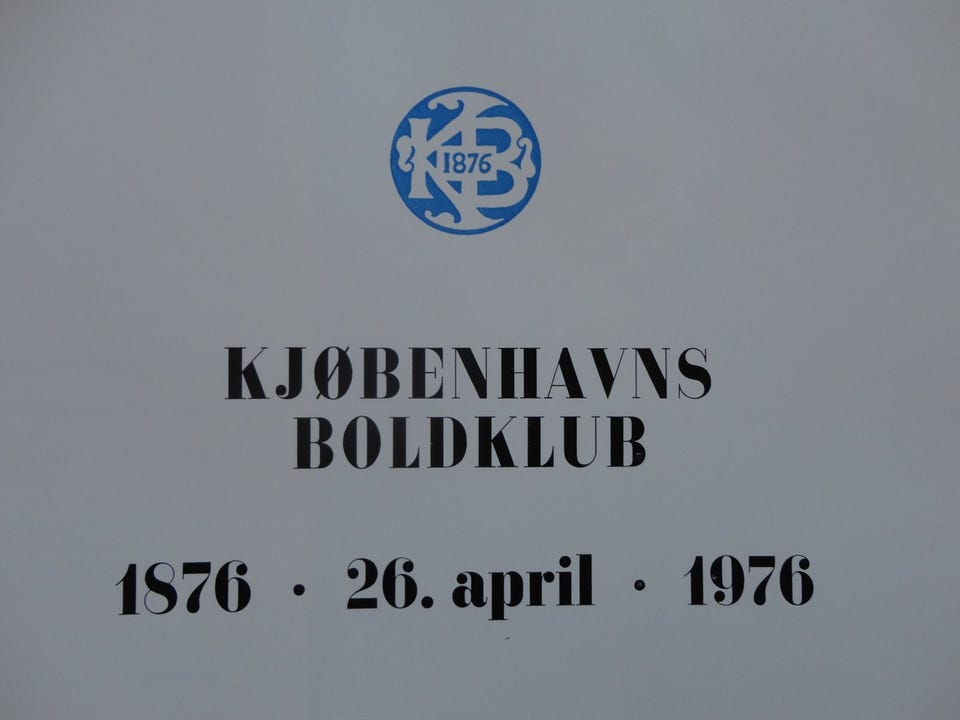 KB
1876
KJØBENHAVNS
BOLDKLUB
1876 · 26. april · 1976